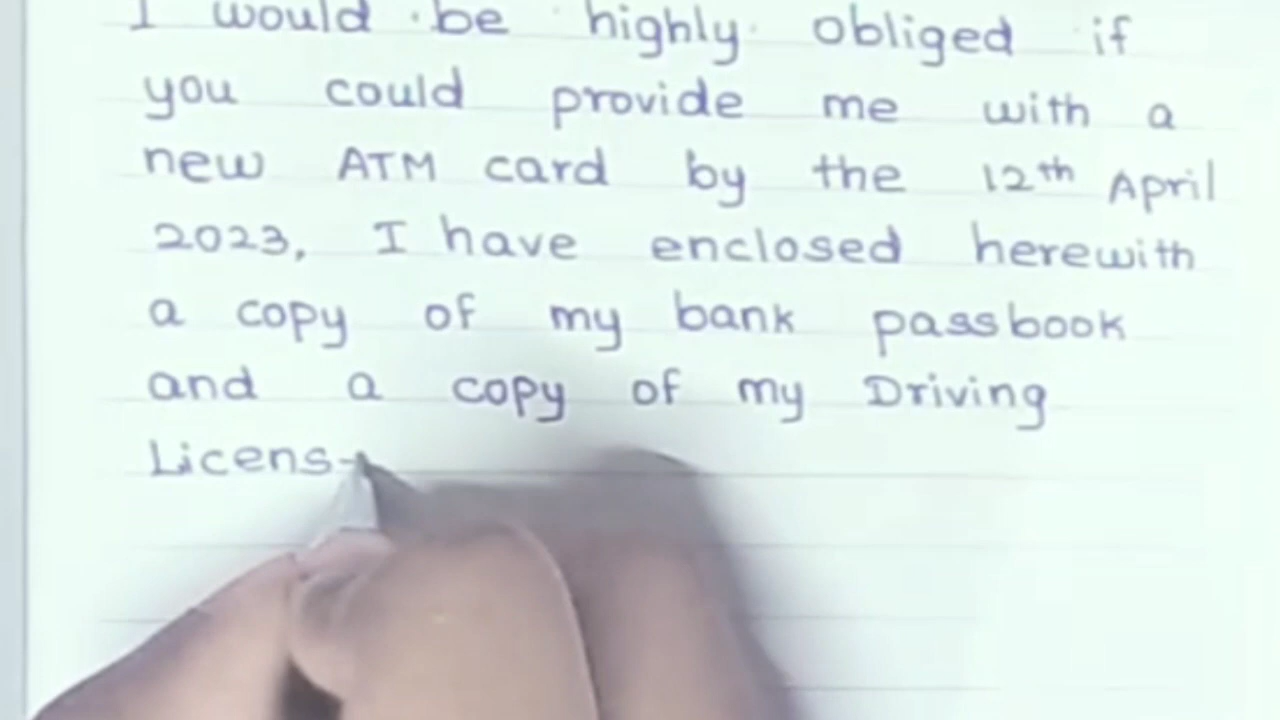 I would be highly obliged if
you could provide me with a
new ATM card by the 12th April
2023, I have enclosed herewith
a copy of my bank passbook
and a copy of my Driving
Licens